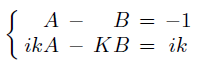 A − B = −1
ikA − KB = ik